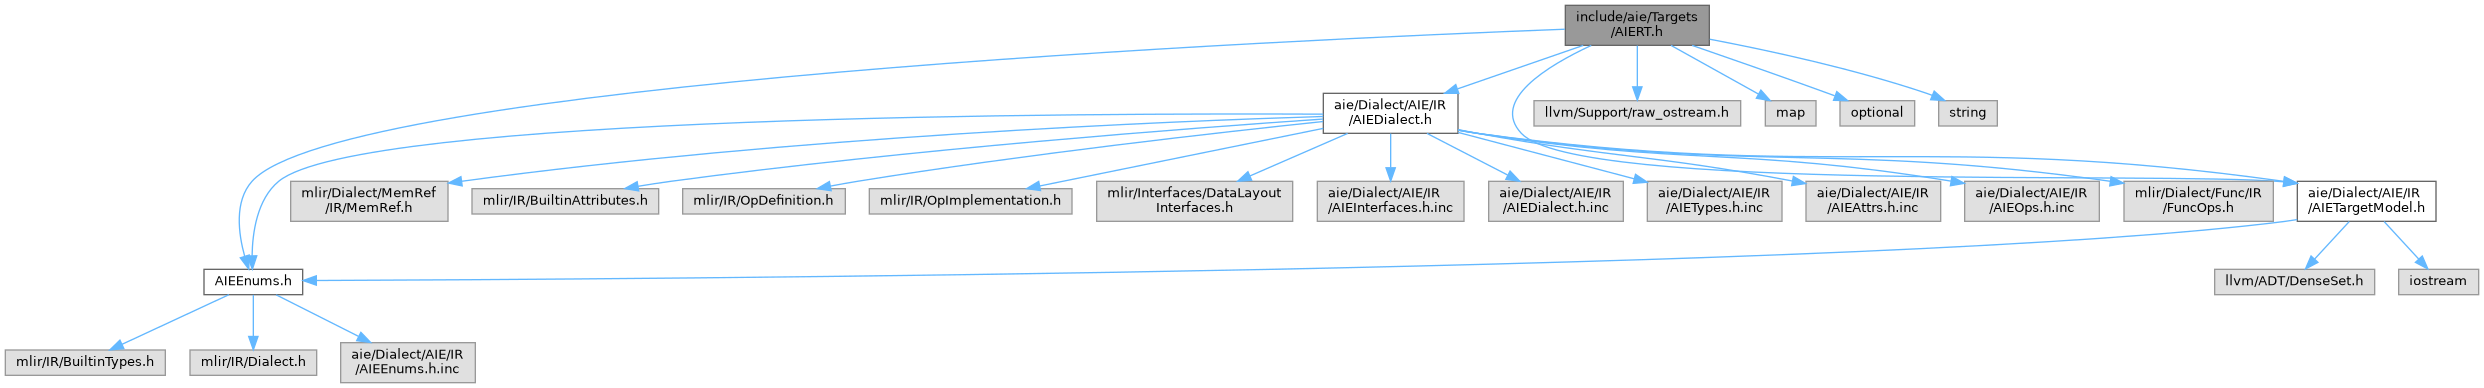 include/aie/Targets
/AIERT.h
aie/Dialect/AIE/IR
/AIEDialect.h
llvm/Support/raw_ostream.h
map
optional
string
mlir/Dialect/MemRef
/IR/MemRef.h
mlir/IR/BuiltinAttributes.h
mlir/IR/OpDefinition.h
mlir/IR/OpImplementation.h
mlir/Interfaces/DataLayout
Interfaces.h
aie/Dialect/AIE/IR
/AIEInterfaces.h.inc
aie/Dialect/AIE/IR
/AIEDialect.h.inc
aie/Dialect/AIE/IR
/AIETypes.h.inc
aie/Dialect/AIE/IR
/AIEAttrs.h.inc
aie/Dialect/AIE/IR
/AIEOps.h.inc
mlir/Dialect/Func/IR
/FuncOps.h
aie/Dialect/AIE/IR
/AIETargetModel.h
AIEEnums.h
llvm/ADT/DenseSet.h
iostream
mlir/IR/BuiltinTypes.h
mlir/IR/Dialect.h
aie/Dialect/AIE/IR
/AIEEnums.h.inc